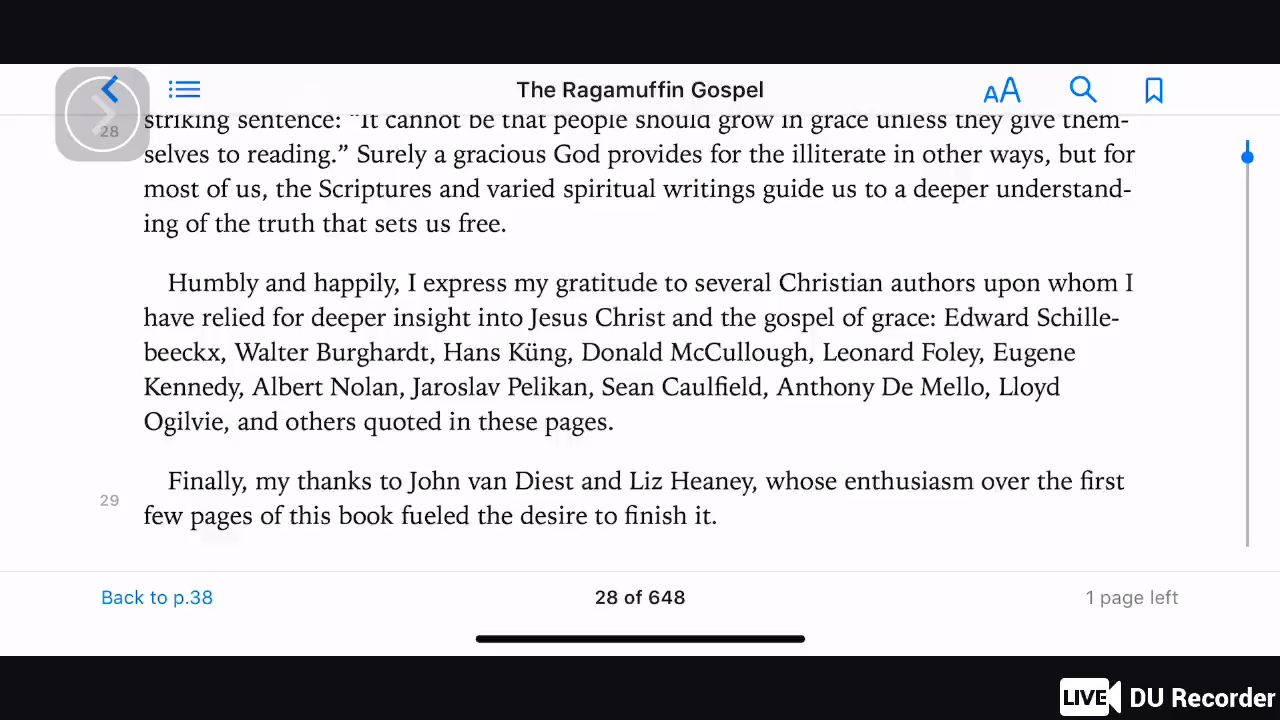 The Ragamuffin Gospel
AA
28
striking sentence: “It cannot be that people should grow in grace unless they give them-
selves to reading.” Surely a gracious God provides for the illiterate in other ways, but for
most of us, the Scriptures and varied spiritual writings guide us to a deeper understand-
ing of the truth that sets us free.
Humbly and happily, I express my gratitude to several Christian authors upon whom I
have relied for deeper insight into Jesus Christ and the gospel of grace: Edward Schille-
beeckx, Walter Burghardt, Hans Küng, Donald McCullough, Leonard Foley, Eugene
Kennedy, Albert Nolan, Jaroslav Pelikan, Sean Caulfield, Anthony De Mello, Lloyd
Ogilvie, and others quoted in these pages.
Finally, my thanks to John van Diest and Liz Heaney, whose enthusiasm over the first
29
few pages of this book fueled the desire to finish it.
Back to p.38
28 of 648
1 page left
LIVE DU Recorder